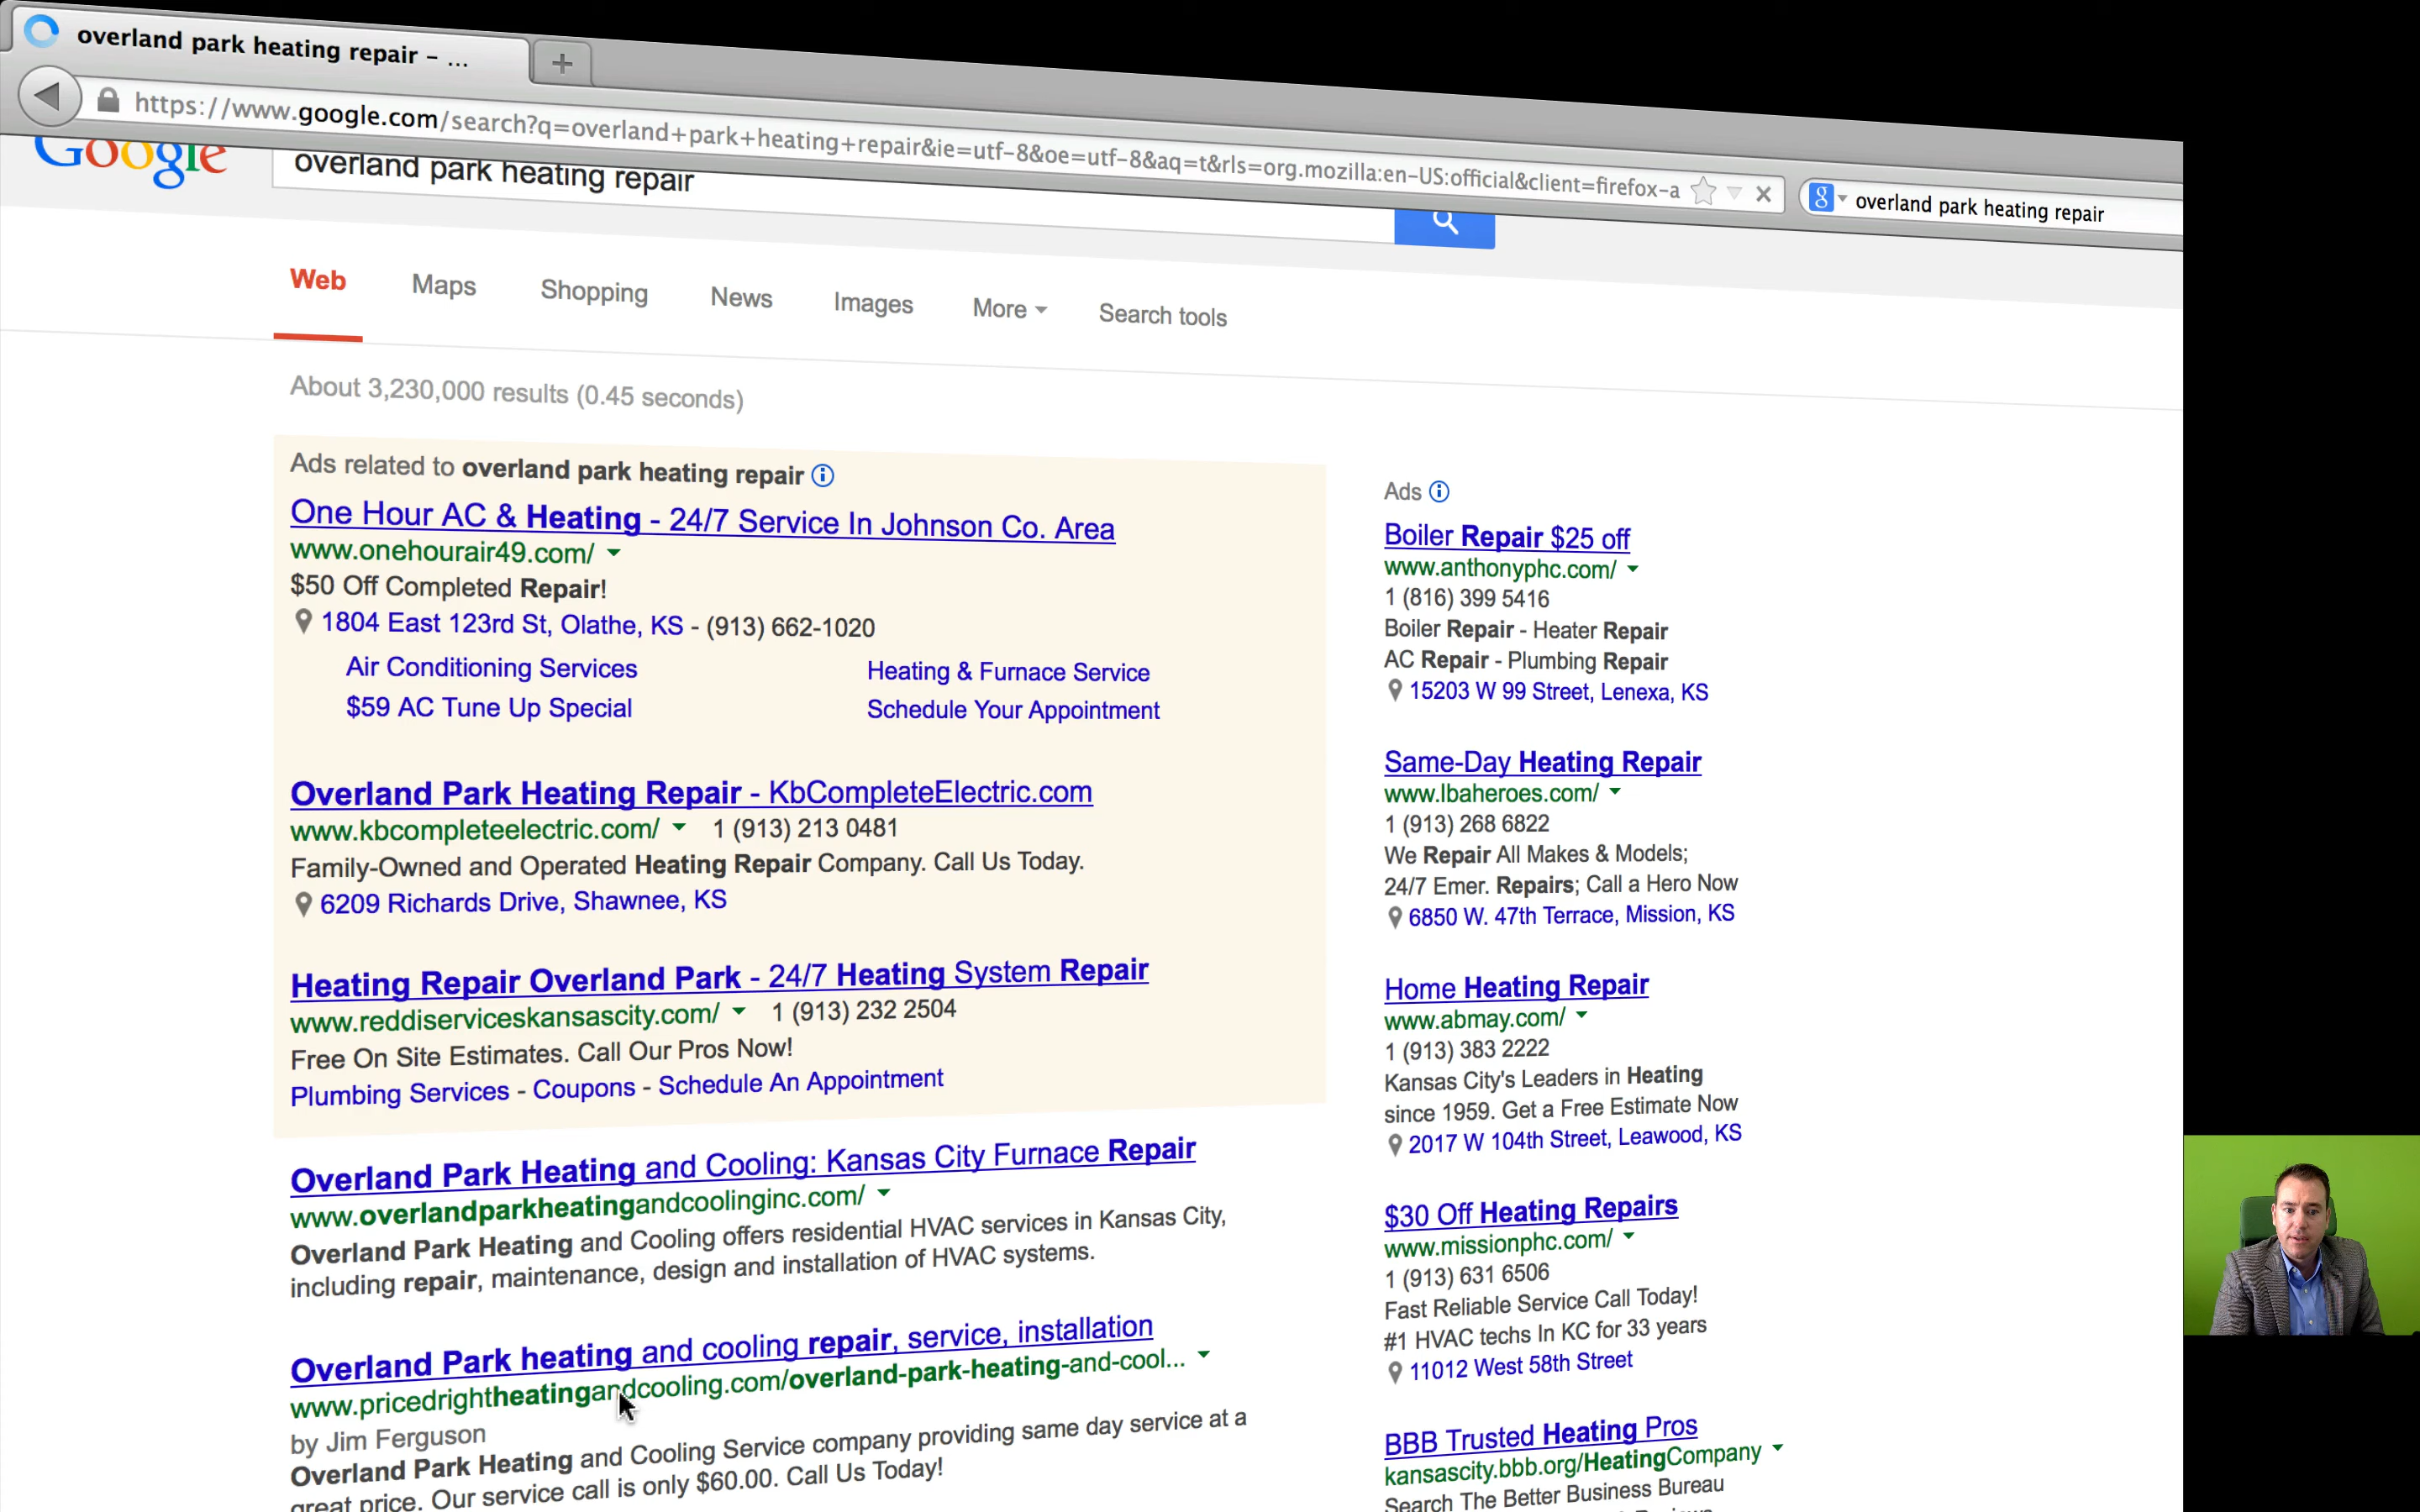 overland park heating repair – ...
https://www.google.com/search?q=overland+park+heating+repair&ie=utf-8&oe=utf-8&aq=t&rls=org.mozilla:en-US:official&client=firefox-a
overland park heating repair
Google
overland park heating repair
Web Maps Shopping News Images More Search tools
About 3,230,000 results (0.45 seconds)
Ads related to overland park heating repair
One Hour AC & Heating - 24/7 Service In Johnson Co. Area
www.onehourair49.com/
$50 Off Completed Repair!
1804 East 123rd St, Olathe, KS - (913) 662-1020
Air Conditioning Services Heating & Furnace Service
$59 AC Tune Up Special Schedule Your Appointment
Overland Park Heating Repair - KbCompleteElectric.com
www.kbcompleteelectric.com/ 1 (913) 213 0481
Family-Owned and Operated Heating Repair Company. Call Us Today.
6209 Richards Drive, Shawnee, KS
Heating Repair Overland Park - 24/7 Heating System Repair
www.reddiserviceskansascity.com/ 1 (913) 232 2504
Free On Site Estimates. Call Our Pros Now!
Plumbing Services - Coupons - Schedule An Appointment
Overland Park Heating and Cooling: Kansas City Furnace Repair
www.overlandparkheatingandcoolinginc.com/
Overland Park Heating and Cooling offers residential HVAC services in Kansas City,
including repair, maintenance, design and installation of HVAC systems.
Overland Park heating and cooling repair, service, installation
www.pricedrightheatingandcooling.com/overland-park-heating-and-cool...
by Jim Ferguson
Overland Park Heating and Cooling Service company providing same day service at a
great price. Our service call is only $60.00. Call Us Today!
Ads
Boiler Repair $25 off
www.anthonyphc.com/
1 (816) 399 5416
Boiler Repair - Heater Repair
AC Repair - Plumbing Repair
15203 W 99 Street, Lenexa, KS
Same-Day Heating Repair
www.lbaheroes.com/
1 (913) 268 6822
We Repair All Makes & Models;
24/7 Emer. Repairs; Call a Hero Now
6850 W. 47th Terrace, Mission, KS
Home Heating Repair
www.abmay.com/
1 (913) 383 2222
Kansas City's Leaders in Heating
since 1959. Get a Free Estimate Now
2017 W 104th Street, Leawood, KS
$30 Off Heating Repairs
www.missionphc.com/
1 (913) 631 6506
Fast Reliable Service Call Today!
#1 HVAC techs In KC for 33 years
11012 West 58th Street
BBB Trusted Heating Pros
kansascity.bbb.org/HeatingCompany
Search The Better Business Bureau